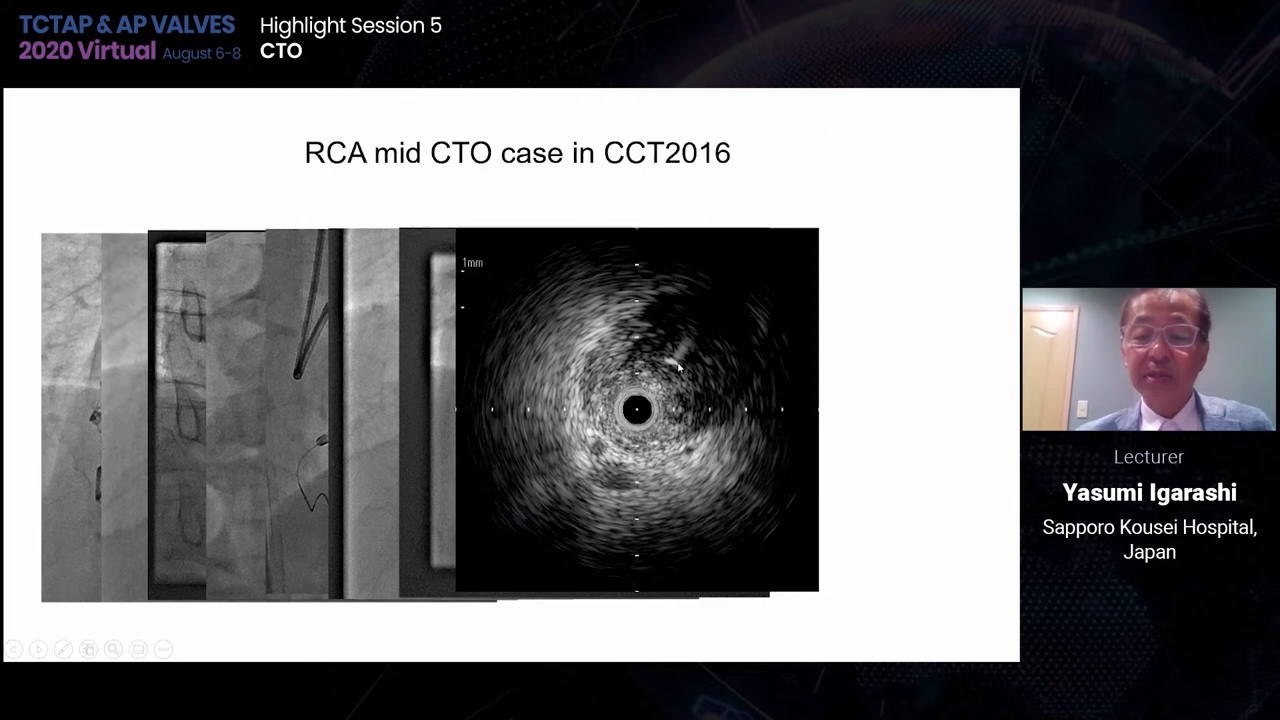 TCTAP & AP VALVES
2020 Virtual August 6-8
Highlight Session 5
CTO
RCA mid CTO case in CCT2016
1mm
Lecturer
Yasumi Igarashi
Sapporo Kousei Hospital,
Japan